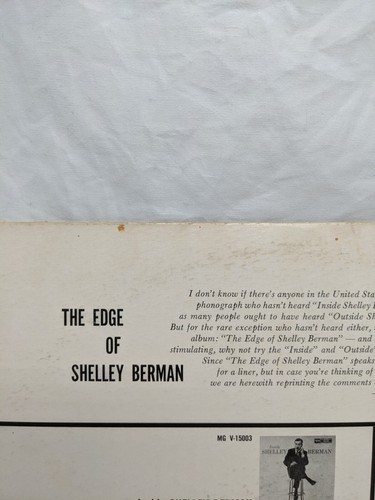 THE EDGE
OF
SHELLEY BERMAN
I don't know if there's anyone in the United Sta
phonograph who hasn't heard "Inside Shelley
as many people ought to have heard "Outside Sh
But for the rare exception who hasn't heard either,
album: "The Edge of Shelley Berman" — and
stimulating, why not try the "Inside" and "Outside"
Since "The Edge of Shelley Berman" speaks
for a liner, but in case you're thinking of
we are herewith reprinting the comments
MG V-15003
SHELLEY BERMAN